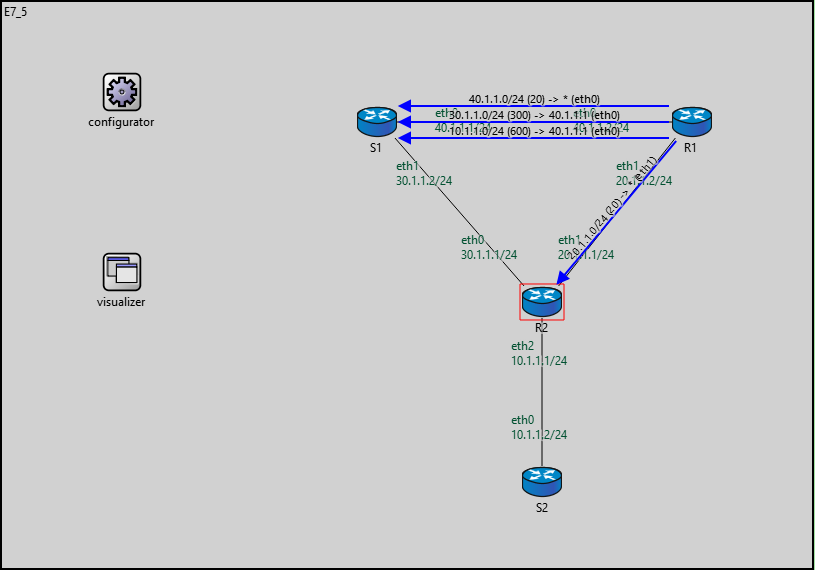 E7_5
configurator
visualizer
40.1.1.0/24 (20) -> * (eth0)
30.1.1.0/24 (300) -> 40.1.1.1 (eth0)
10.1.1.0/24 (600) -> 40.1.1.1 (eth0)
S1
R1
eth1
30.1.1.2/24
eth1
20.1.1.2/24
eth0
30.1.1.1/24
eth1
20.1.1.1/24
R2
eth2
10.1.1.1/24
eth0
10.1.1.2/24
S2